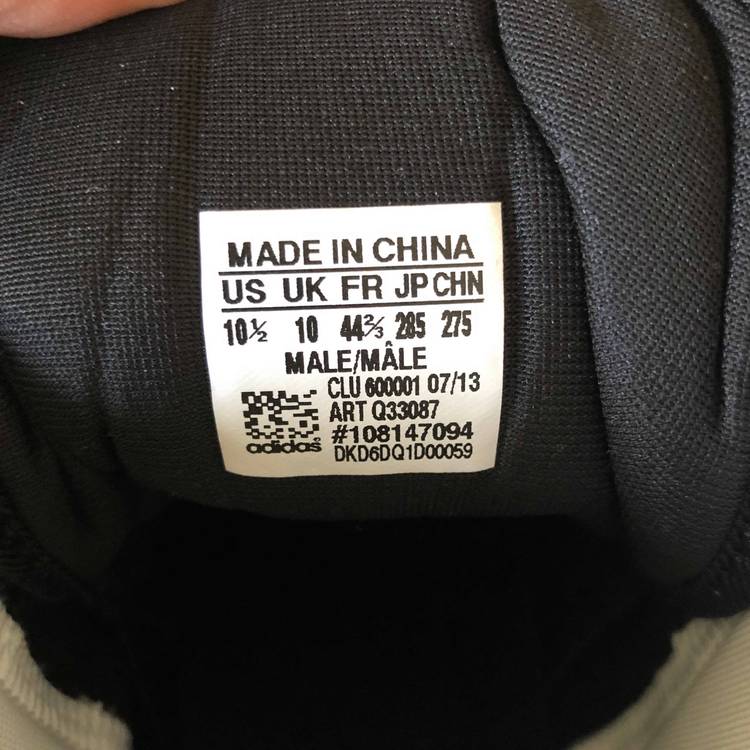 MADE IN CHINA
US UK FR JP CHN
10½ 10 44⅔ 285 275
MALE/MÂLE
CLU 600001 07/13
ART Q33087
#108147094
adidas DKD6DQ1D00059